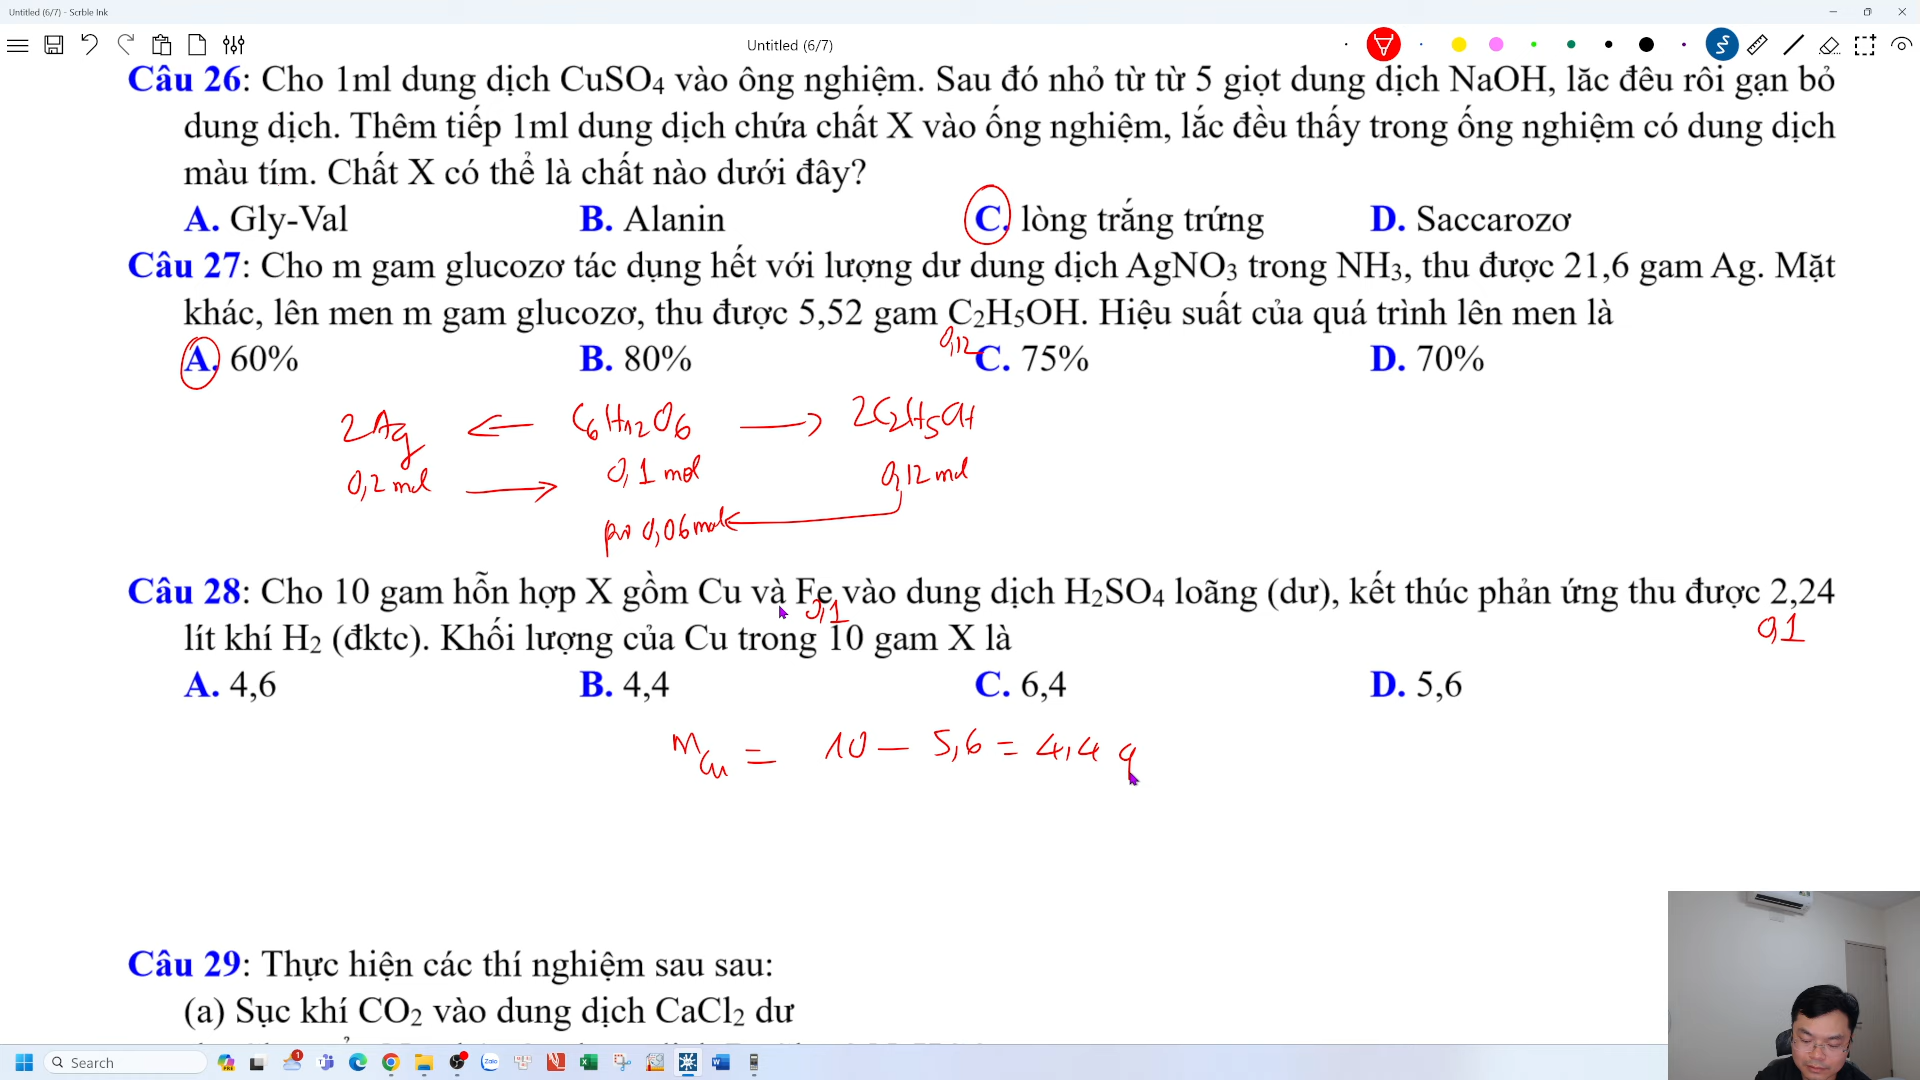 Untitled (6/7) - Scrble Ink
Untitled (6/7)
Câu 26: Cho 1ml dung dịch CuSO4 vào ông nghiệm. Sau đó nhỏ từ từ 5 giọt dung dịch NaOH, lắc đều rồi gạn bỏ
dung dịch. Thêm tiếp 1ml dung dịch chứa chất X vào ống nghiệm, lắc đều thấy trong ống nghiệm có dung dịch
màu tím. Chất X có thể là chất nào dưới đây?
A. Gly-Val B. Alanin C. lòng trắng trứng D. Saccarozơ
Câu 27: Cho m gam glucozơ tác dụng hết với lượng dư dung dịch AgNO3 trong NH3, thu được 21,6 gam Ag. Mặt
khác, lên men m gam glucozơ, thu được 5,52 gam C2H5OH. Hiệu suất của quá trình lên men là
0,12
A. 60% B. 80% C. 75% D. 70%
2Ag ← C6H12O6 → 2C2H5OH
0,2 mol → 0,1 mol 0,12 mol
pư 0,06 mol ←
Câu 28: Cho 10 gam hỗn hợp X gồm Cu và Fe vào dung dịch H2SO4 loãng (dư), kết thúc phản ứng thu được 2,24
0,1 0,1
lít khí H2 (đktc). Khối lượng của Cu trong 10 gam X là
A. 4,6 B. 4,4 C. 6,4 D. 5,6
mCu = 10 - 5,6 = 4,4 g
Câu 29: Thực hiện các thí nghiệm sau sau:
(a) Sục khí CO2 vào dung dịch CaCl2 dư
Search